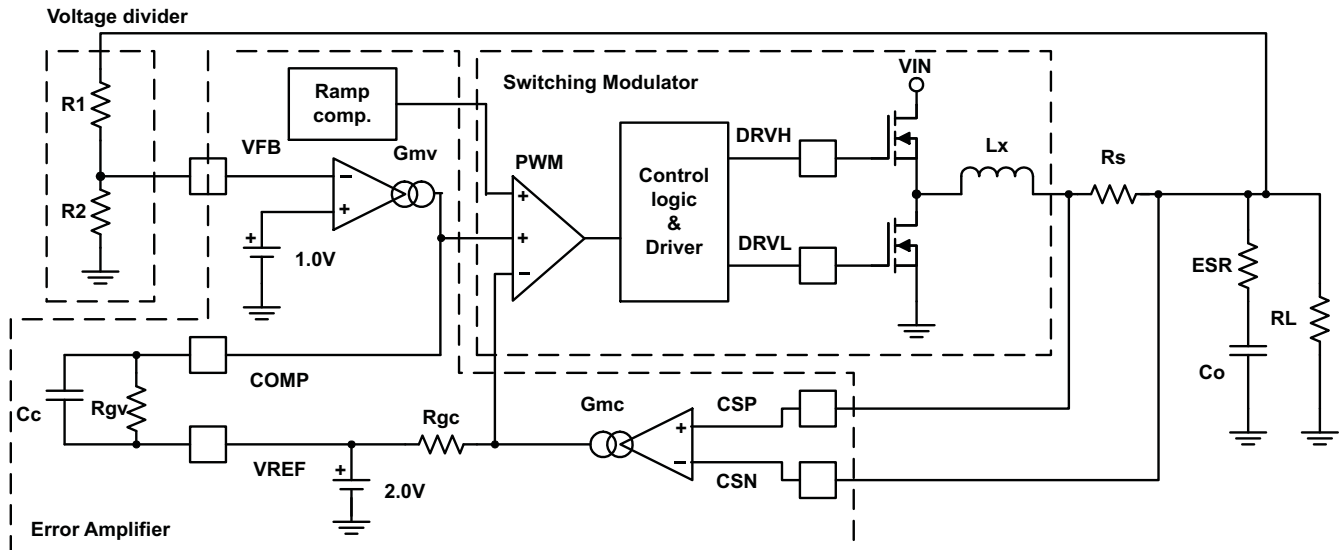 Voltage divider
R1
R2
VFB
Ramp
comp.
Gmv
–
+
+
1.0V
Switching Modulator
PWM
+
+
–
Control
logic
&
Driver
DRVH
DRVL
VIN
Lx
Rs
ESR
Co
RL
COMP
Cc
Rgv
VREF
+
2.0V
Rgc
Gmc
+
–
CSP
CSN
Error Amplifier